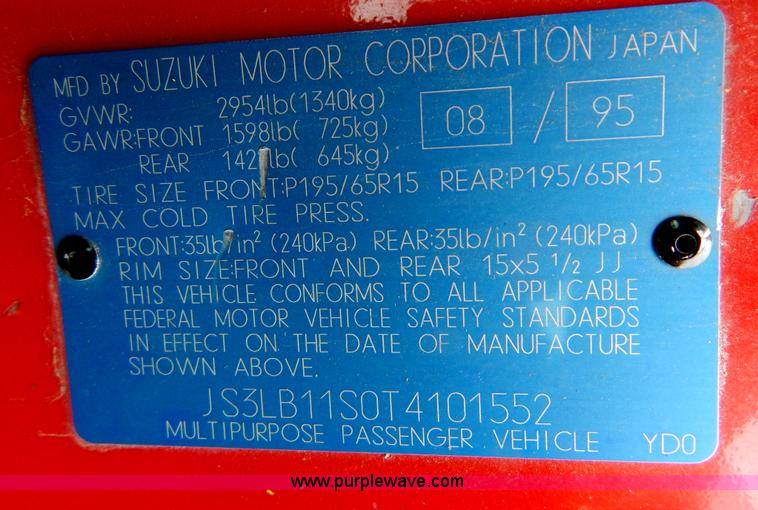 MFD BY SUZUKI MOTOR CORPORATION JAPAN
GVWR: 2954lb(1340kg) 08 / 95
GAWR:FRONT 1598lb( 725kg)
REAR 1421lb( 645kg)
TIRE SIZE FRONT:P195/65R15 REAR:P195/65R15
MAX COLD TIRE PRESS.
FRONT:35lb/in² (240kPa) REAR:35lb/in² (240kPa)
RIM SIZE:FRONT AND REAR 15x5 1/2 JJ
THIS VEHICLE CONFORMS TO ALL APPLICABLE
FEDERAL MOTOR VEHICLE SAFETY STANDARDS
IN EFFECT ON THE DATE OF MANUFACTURE
SHOWN ABOVE.
JS3LB11S0T4101552
MULTIPURPOSE PASSENGER VEHICLE YD0
www.purplewave.com